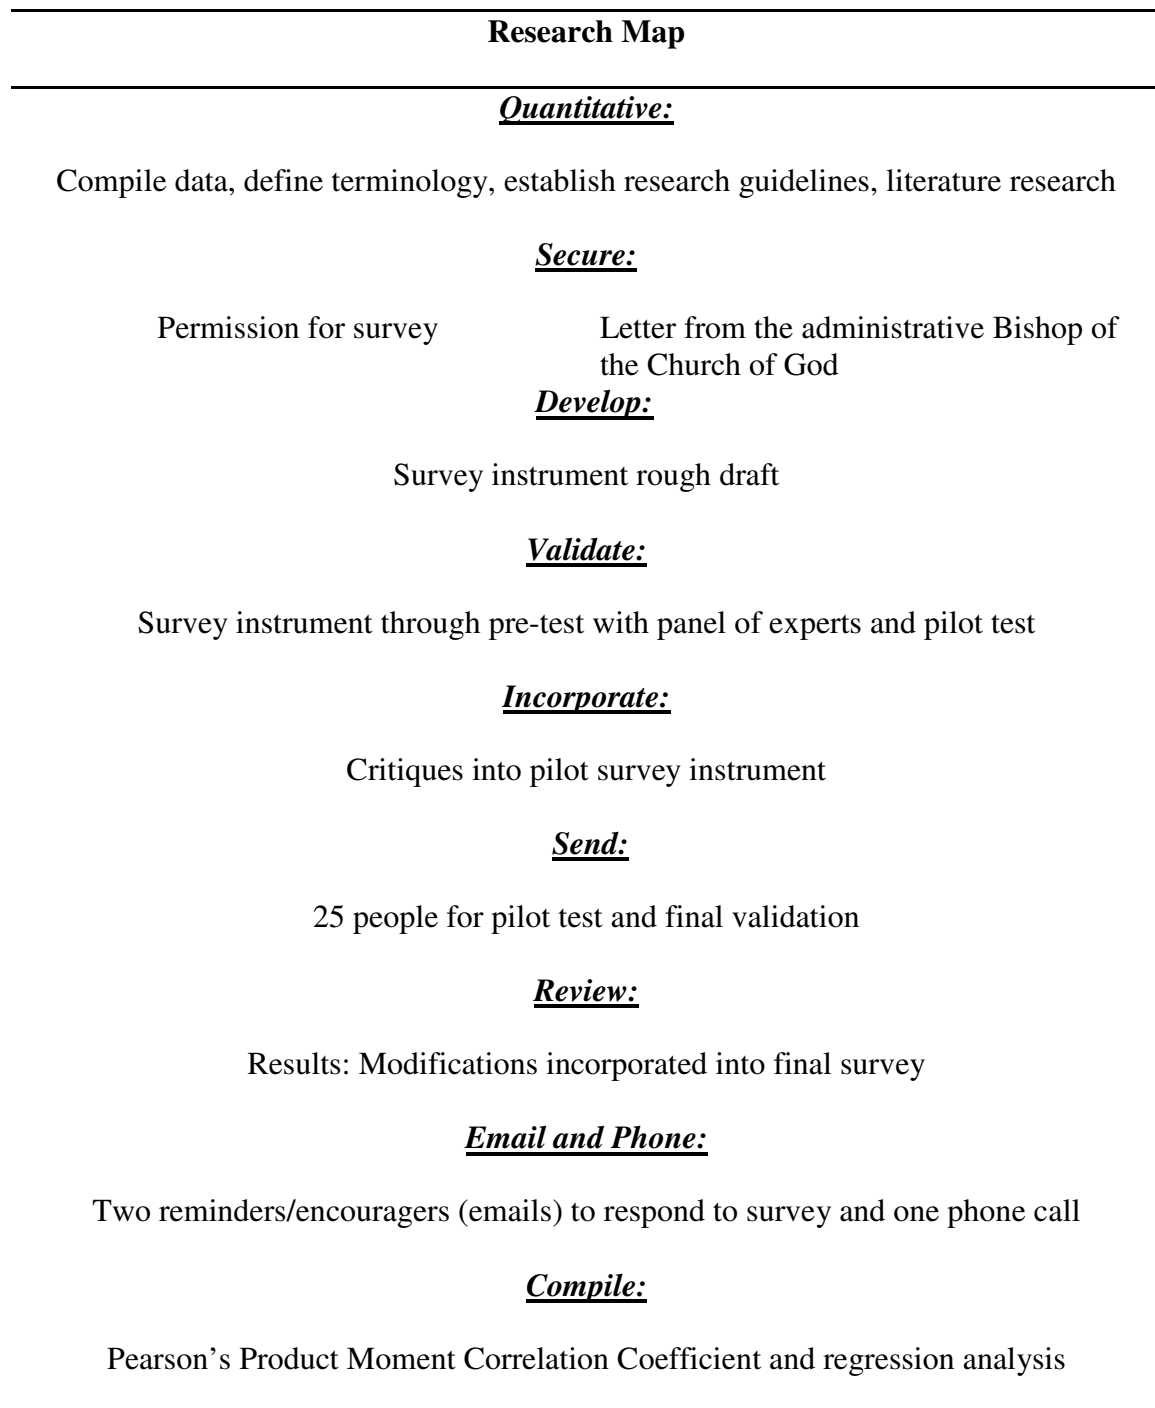 Research Map
Quantitative:
Compile data, define terminology, establish research guidelines, literature research
Secure:
Permission for survey
Letter from the administrative Bishop of
the Church of God
Develop:
Survey instrument rough draft
Validate:
Survey instrument through pre-test with panel of experts and pilot test
Incorporate:
Critiques into pilot survey instrument
Send:
25 people for pilot test and final validation
Review:
Results: Modifications incorporated into final survey
Email and Phone:
Two reminders/encouragers (emails) to respond to survey and one phone call
Compile:
Pearson’s Product Moment Correlation Coefficient and regression analysis